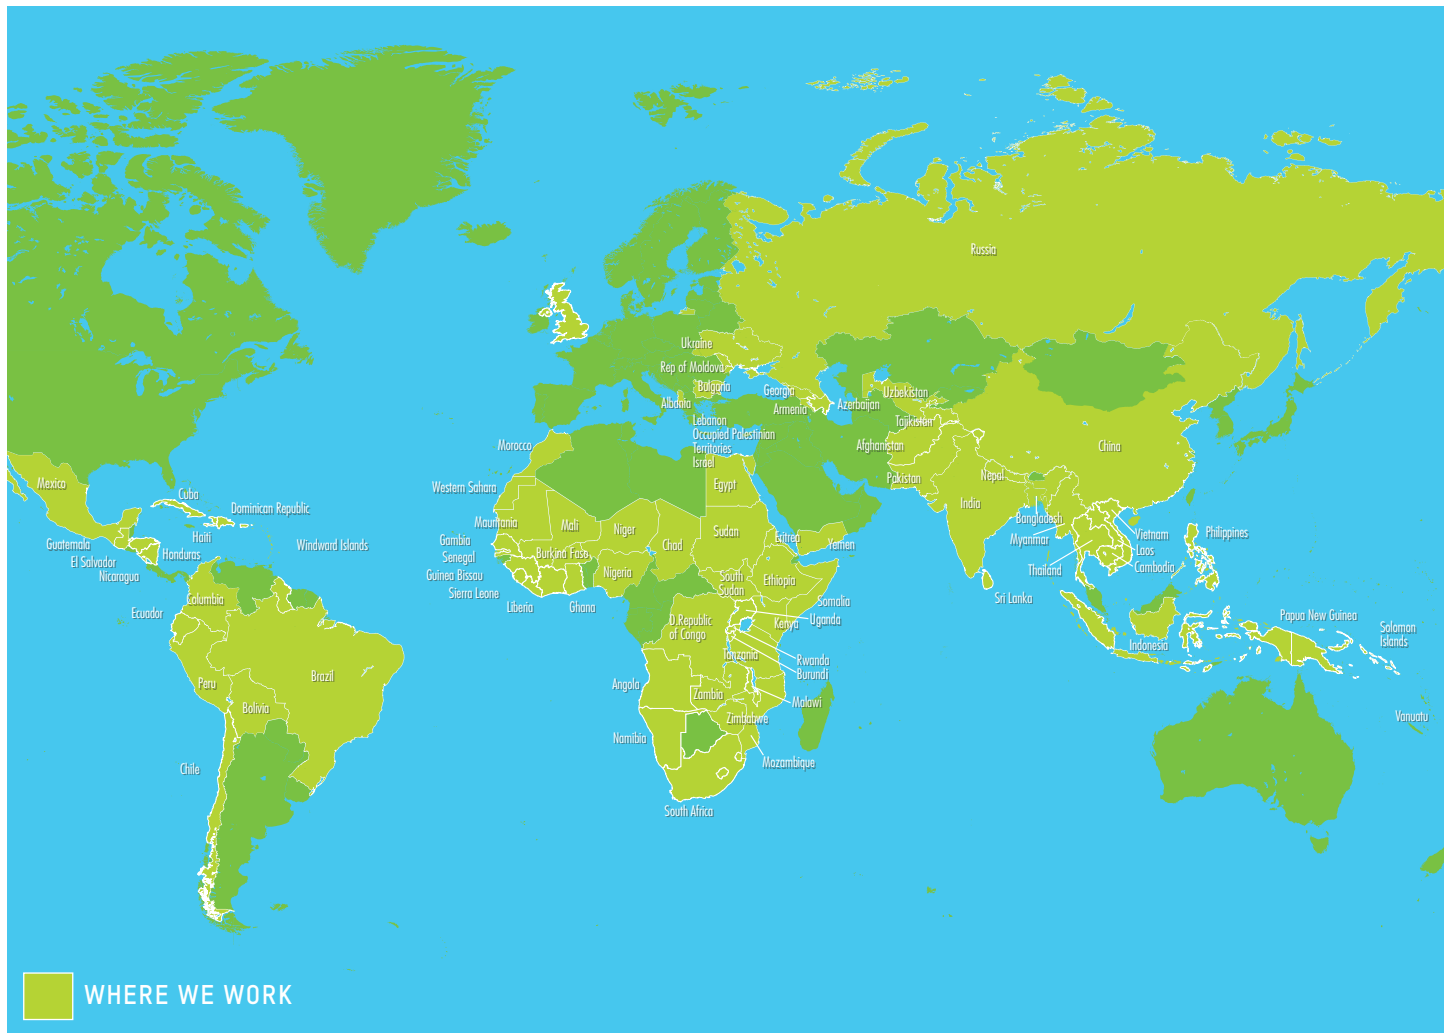 Russia
Ukraine
Rep of Moldova
Bulgaria
Georgia
Armenia
Azerbaijan
Uzbekistan
Tajikistan
Albania
Lebanon
Occupied Palestinian
Territories
Israel
Afghanistan
Pakistan
China
Nepal
India
Morocco
Western Sahara
Mauritania
Mali
Niger
Chad
Egypt
Sudan
Eritrea
Yemen
Gambia
Senegal
Guinea Bissau
Sierra Leone
Burkina Faso
Nigeria
Liberia
Ghana
South
Sudan
Ethiopia
Somalia
Uganda
Kenya
D.Republic
of Congo
Tanzania
Rwanda
Burundi
Malawi
Angola
Zambia
Zimbabwe
Namibia
Mozambique
South Africa
Mexico
Cuba
Dominican Republic
Haiti
Windward Islands
Guatemala
El Salvador
Honduras
Nicaragua
Columbia
Ecuador
Peru
Brazil
Bolivia
Chile
Bangladesh
Myanmar
Thailand
Vietnam
Laos
Cambodia
Philippines
Sri Lanka
Indonesia
Papua New Guinea
Solomon
Islands
Vanuatu
WHERE WE WORK